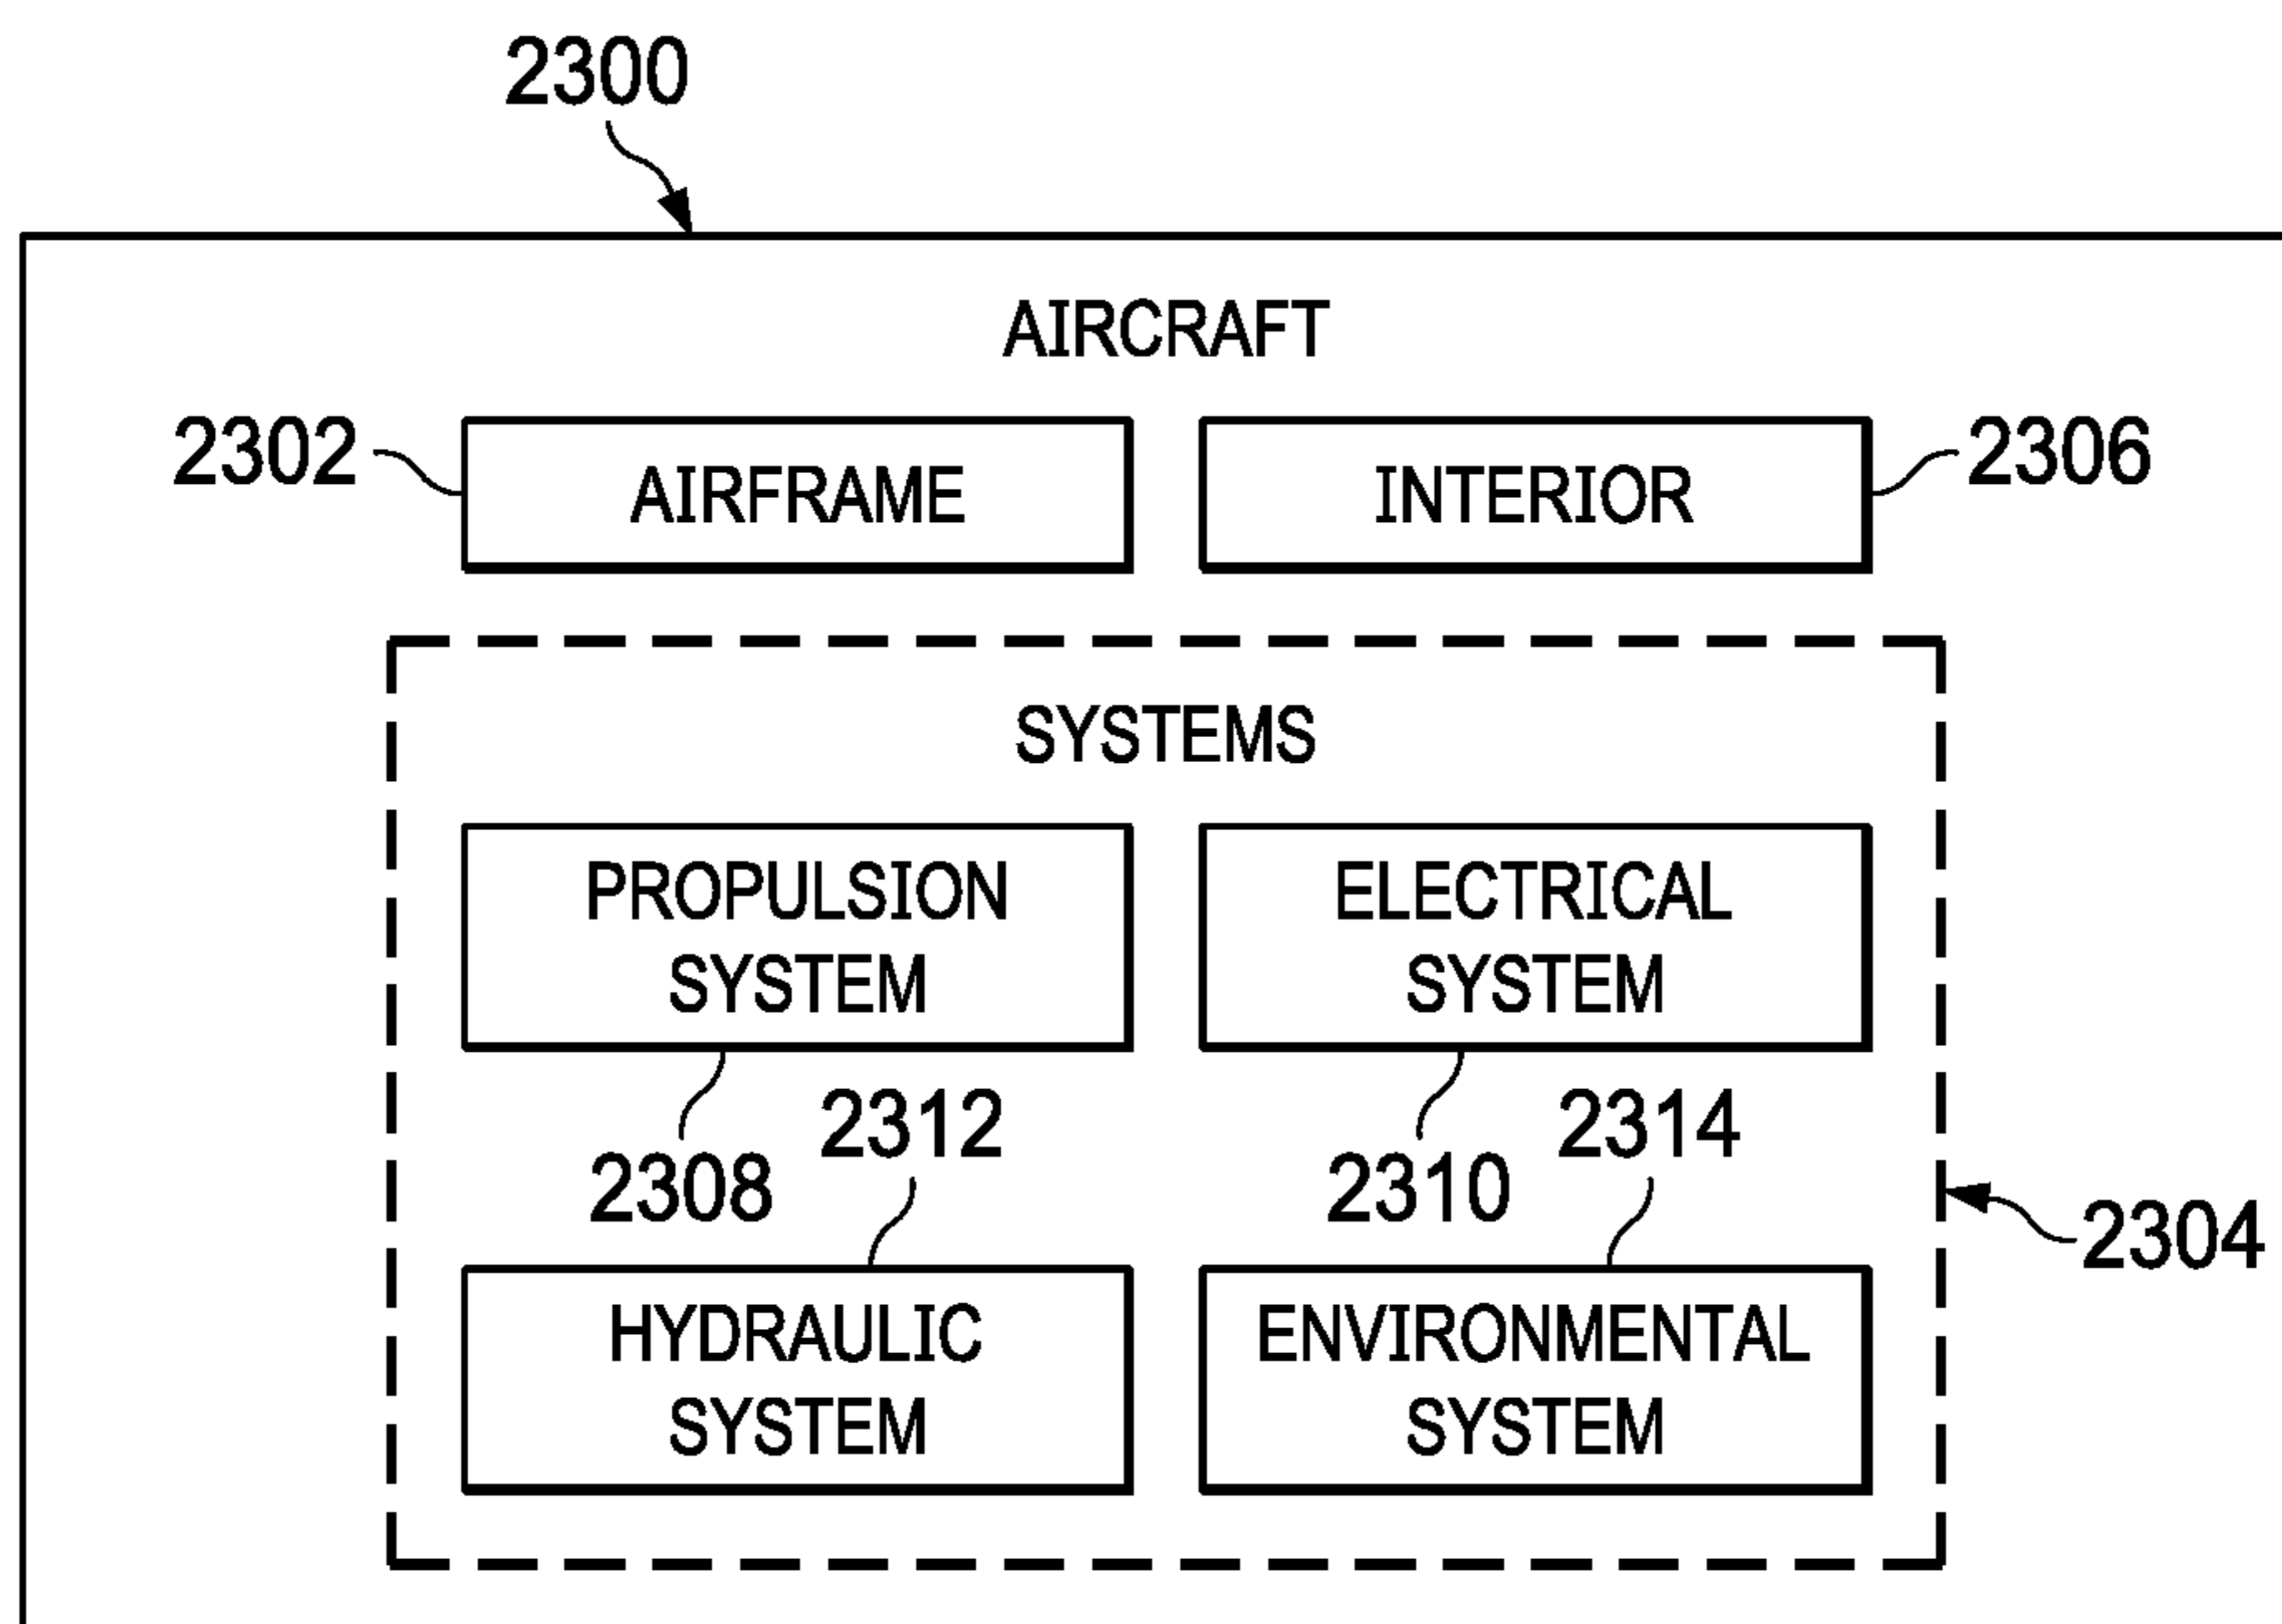 2300
AIRCRAFT
2302
AIRFRAME
INTERIOR
2306
SYSTEMS
PROPULSION
SYSTEM
ELECTRICAL
SYSTEM
2308
2312
2310
2314
2304
HYDRAULIC
SYSTEM
ENVIRONMENTAL
SYSTEM